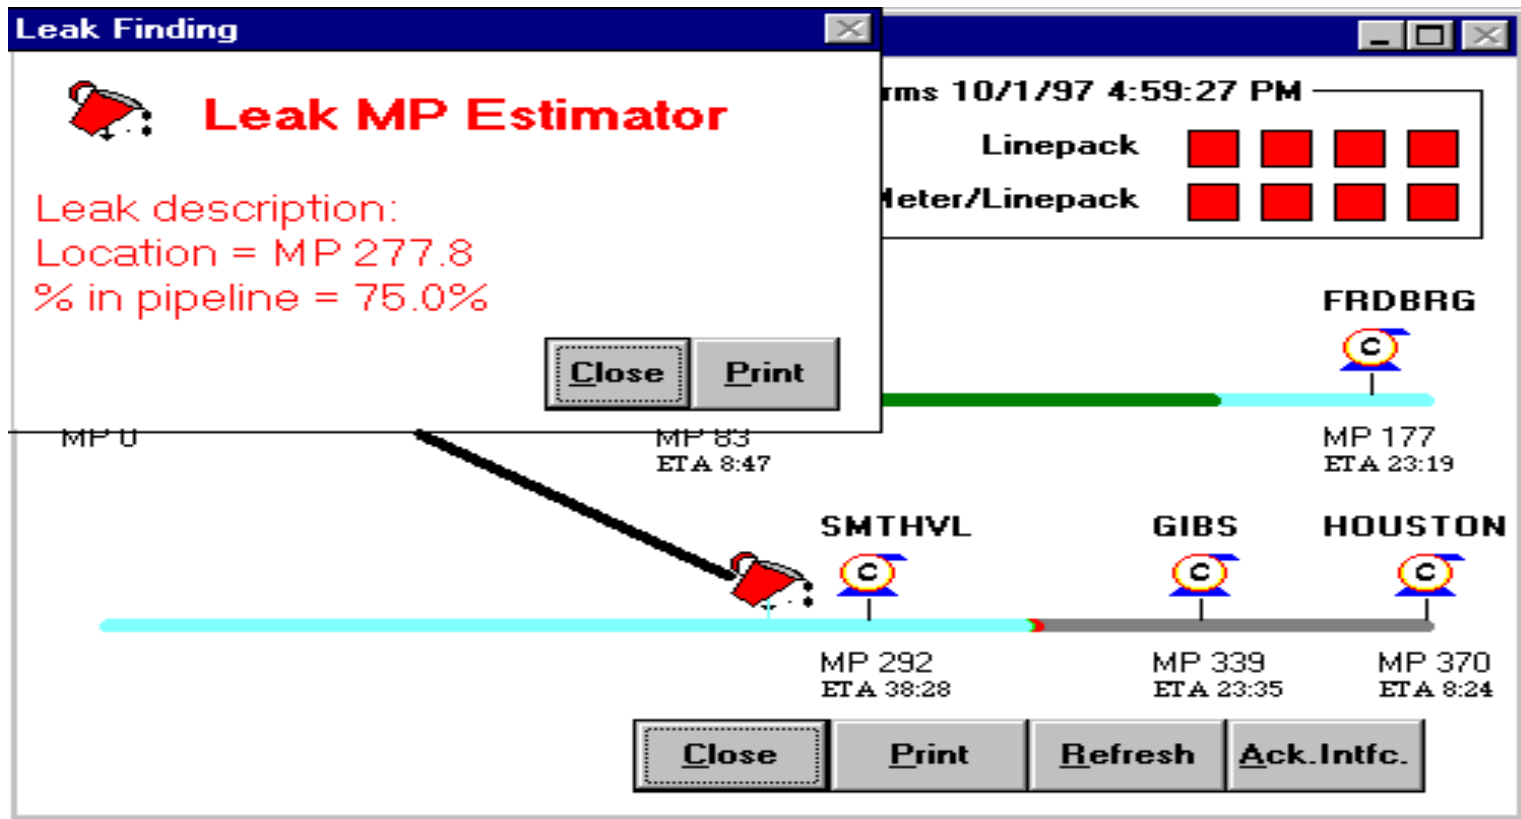 Leak Finding
Leak MP Estimator
Leak description:
Location = MP 277.8
% in pipeline = 75.0%
Close Print
rms 10/1/97 4:59:27 PM
Linepack
Meter/Linepack
FRDBRG
C
MP 0 MP 83 MP 177
ETA 8:47 ETA 23:19
SMTHVL GIBS HOUSTON
C C C
MP 292 MP 339 MP 370
ETA 38:28 ETA 23:35 ETA 8:24
Close Print Refresh Ack.Intfc.